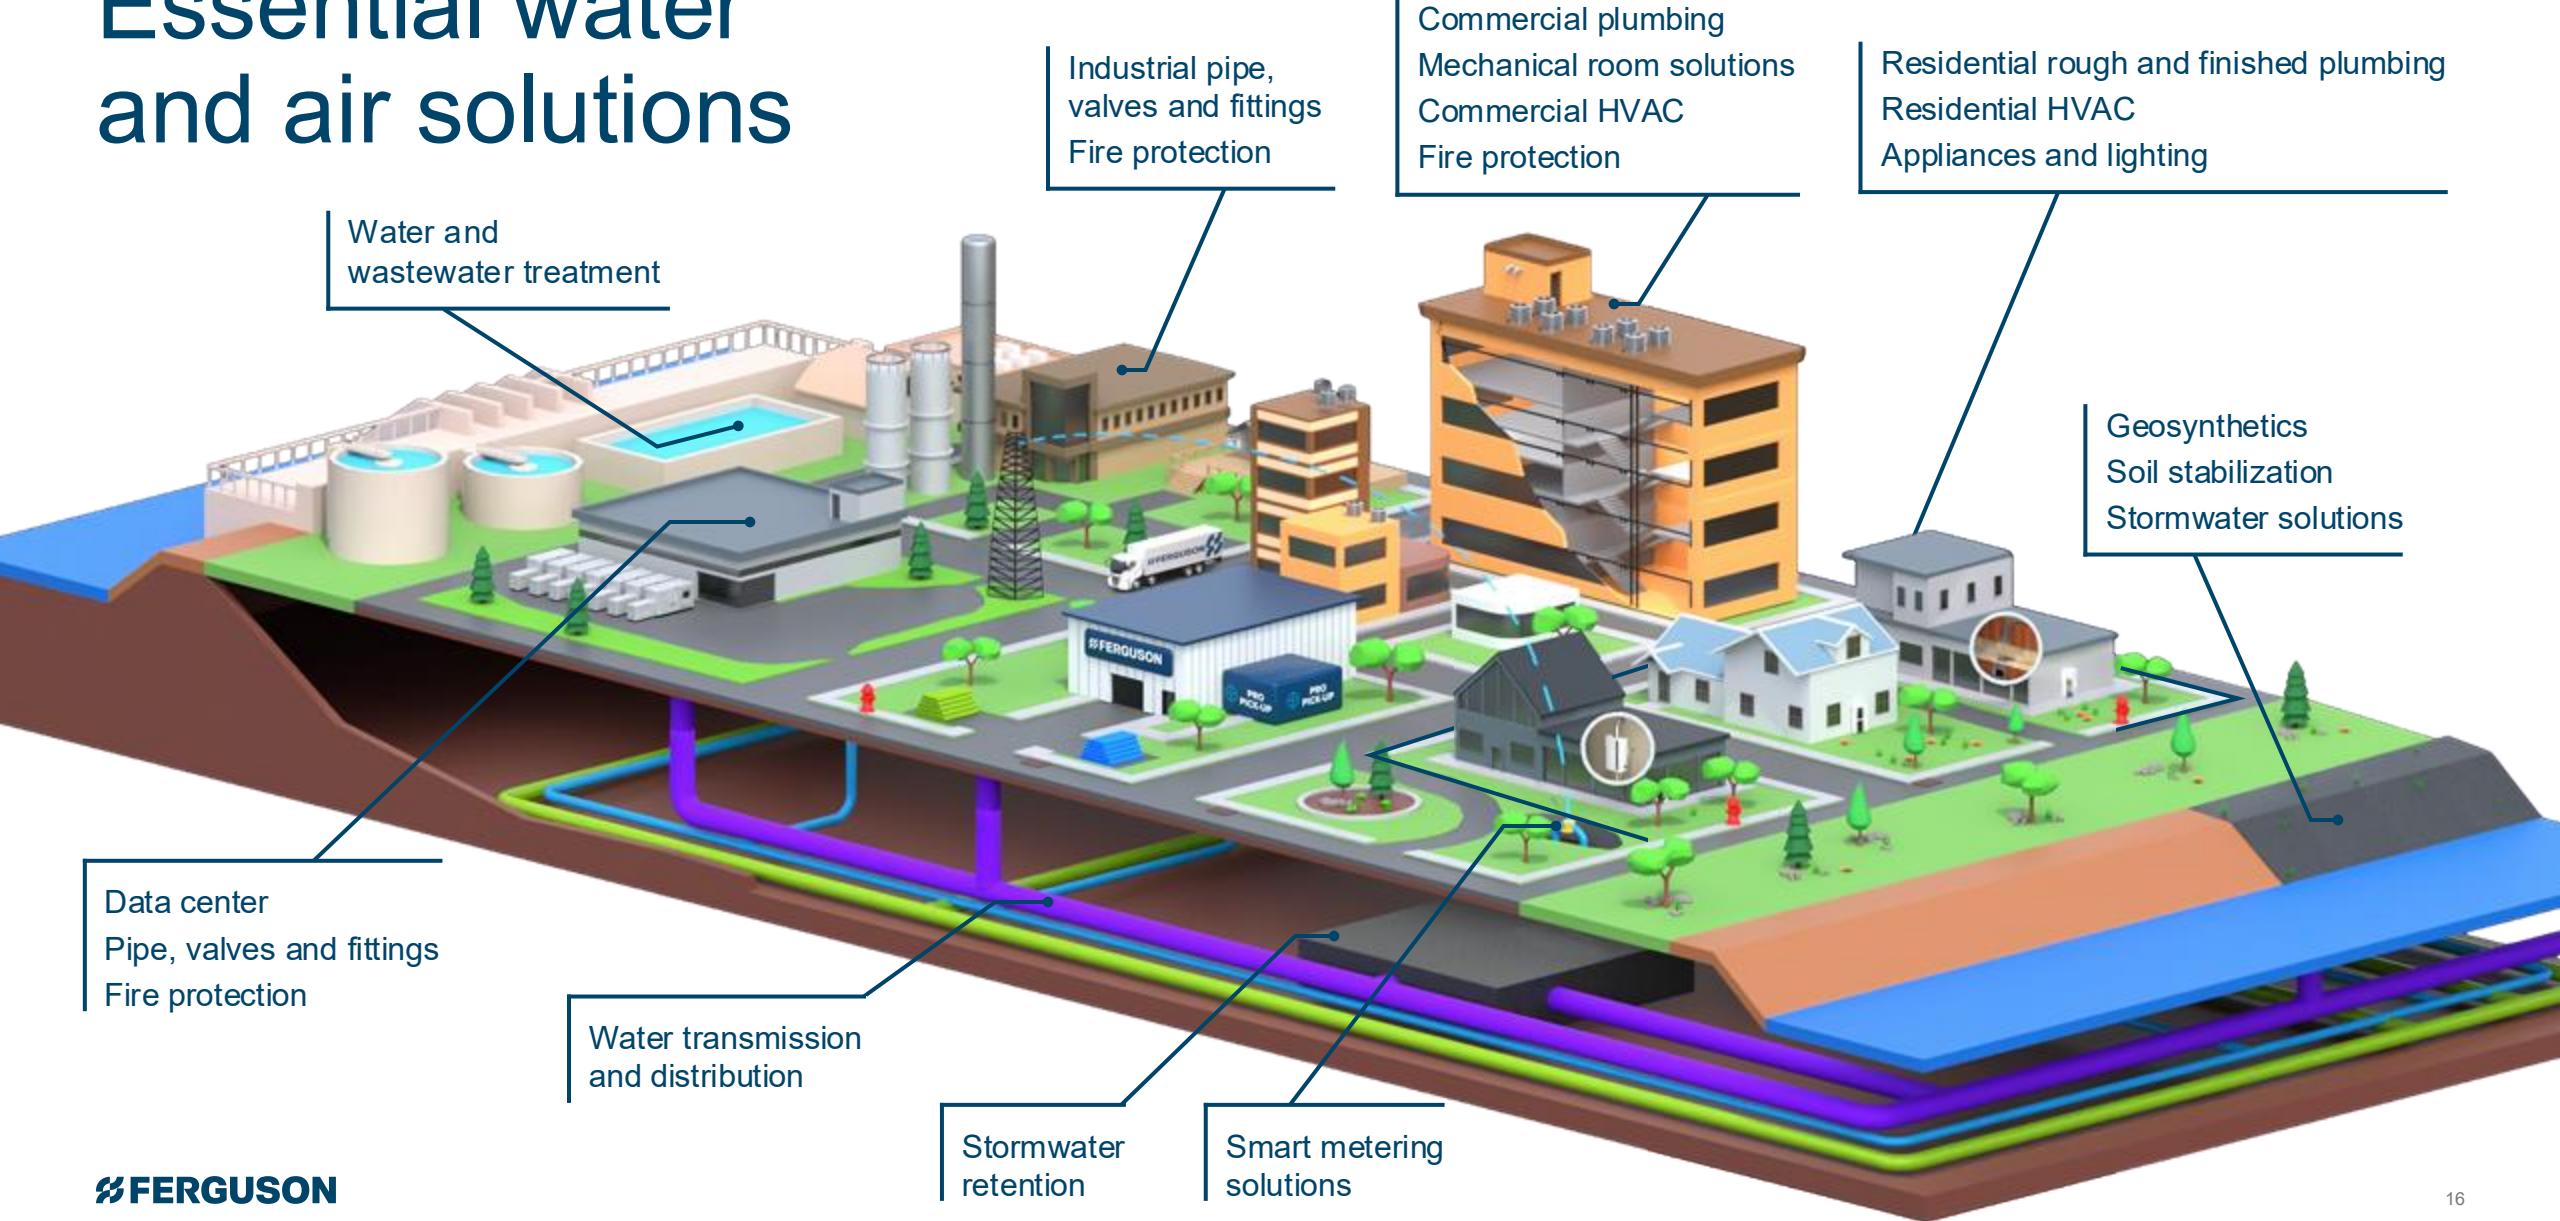 Essential water
and air solutions
Industrial pipe,
valves and fittings
Fire protection
Commercial plumbing
Mechanical room solutions
Commercial HVAC
Fire protection
Residential rough and finished plumbing
Residential HVAC
Appliances and lighting
Water and
wastewater treatment
Geosynthetics
Soil stabilization
Stormwater solutions
FERGUSON
FERGUSON
PRO
PICK-UP
PRO
PICK-UP
Data center
Pipe, valves and fittings
Fire protection
Water transmission
and distribution
Stormwater
retention
Smart metering
solutions
FERGUSON
16